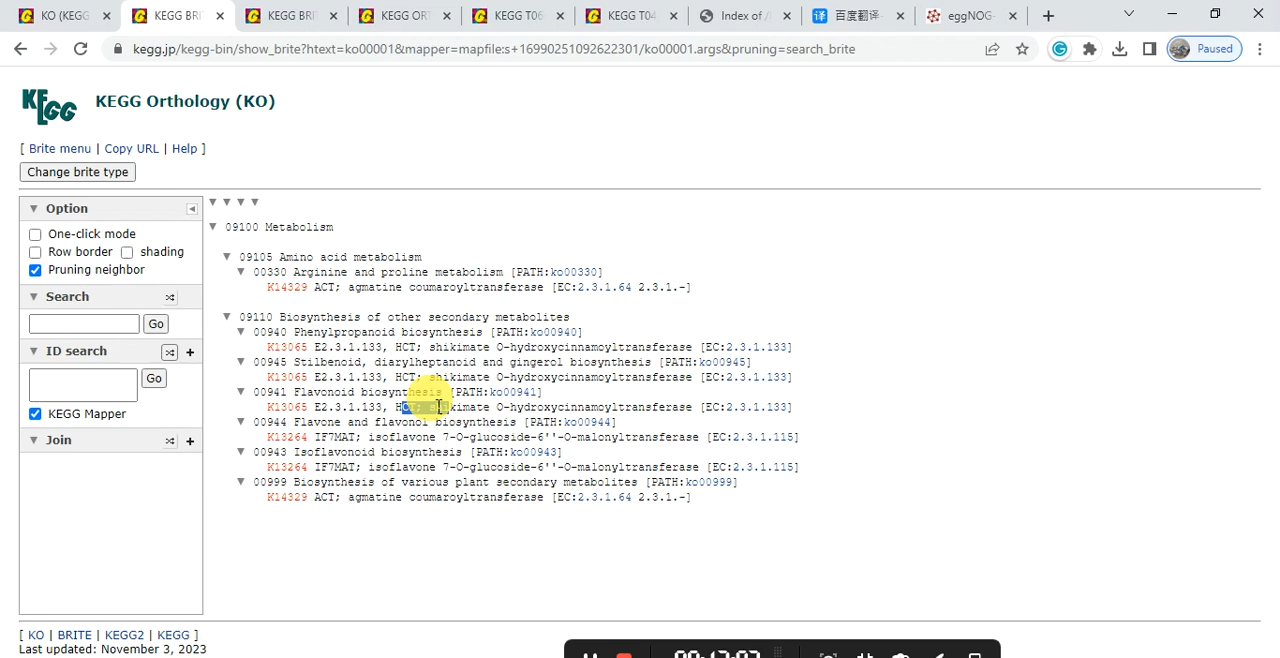 KO (KEGG
KEGG BRI
KEGG BRI
KEGG OR
KEGG T06
KEGG T04
Index of /
百度翻译
eggNOG
kegg.jp/kegg-bin/show_brite?htext=ko00001&mapper=mapfile:s+16990251092622301/ko00001.args&pruning=search_brite
Paused
KEGG
KEGG Orthology (KO)
[ Brite menu | Copy URL | Help ]
Change brite type
Option
One-click mode
Row border shading
Pruning neighbor
Search
Go
ID search
Go
KEGG Mapper
Join
09100 Metabolism
09105 Amino acid metabolism
00330 Arginine and proline metabolism [PATH:ko00330]
K14329 ACT; agmatine coumaroyltransferase [EC:2.3.1.64 2.3.1.-]
09110 Biosynthesis of other secondary metabolites
00940 Phenylpropanoid biosynthesis [PATH:ko00940]
K13065 E2.3.1.133, HCT; shikimate O-hydroxycinnamoyltransferase [EC:2.3.1.133]
00945 Stilbenoid, diarylheptanoid and gingerol biosynthesis [PATH:ko00945]
K13065 E2.3.1.133, HCT; shikimate O-hydroxycinnamoyltransferase [EC:2.3.1.133]
00941 Flavonoid biosynthesis [PATH:ko00941]
K13065 E2.3.1.133, HCT; shikimate O-hydroxycinnamoyltransferase [EC:2.3.1.133]
00944 Flavone and flavonol biosynthesis [PATH:ko00944]
K13264 IF7MAT; isoflavone 7-O-glucoside-6''-O-malonyltransferase [EC:2.3.1.115]
00943 Isoflavonoid biosynthesis [PATH:ko00943]
K13264 IF7MAT; isoflavone 7-O-glucoside-6''-O-malonyltransferase [EC:2.3.1.115]
00999 Biosynthesis of various plant secondary metabolites [PATH:ko00999]
K14329 ACT; agmatine coumaroyltransferase [EC:2.3.1.64 2.3.1.-]
[ KO | BRITE | KEGG2 | KEGG ]
Last updated: November 3, 2023